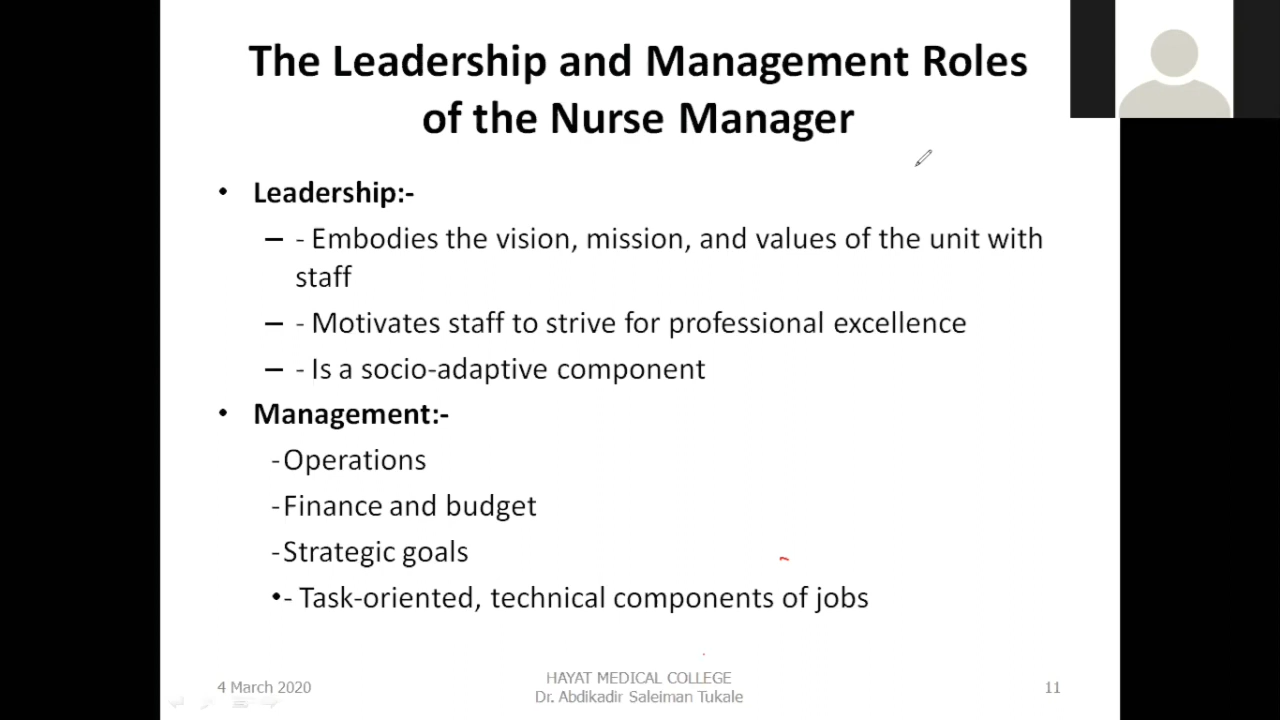 The Leadership and Management Roles
of the Nurse Manager
• Leadership:-
– - Embodies the vision, mission, and values of the unit with
staff
– - Motivates staff to strive for professional excellence
– - Is a socio-adaptive component
• Management:-
-Operations
-Finance and budget
-Strategic goals
•- Task-oriented, technical components of jobs
4 March 2020
HAYAT MEDICAL COLLEGE
Dr. Abdikadir Saleiman Tukale
11